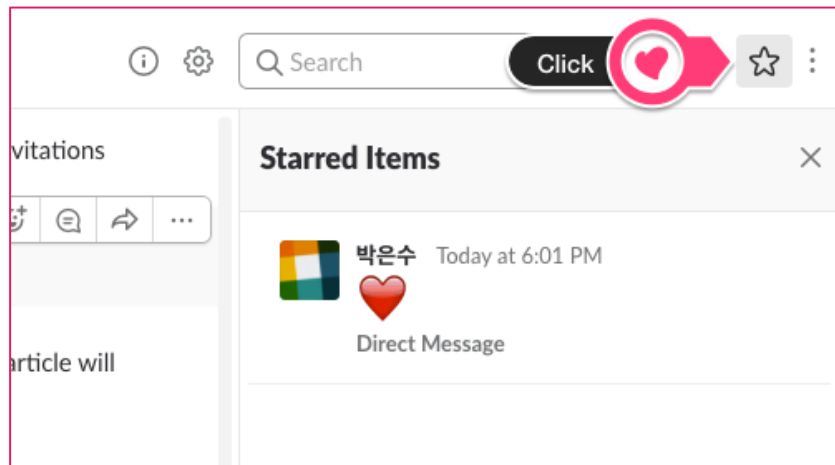 Search
Click
vitations
Starred Items
박은수 Today at 6:01 PM
Direct Message
article will